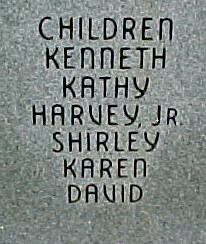 CHILDREN
KENNETH
KATHY
HARVEY, JR.
SHIRLEY
KAREN
DAVID